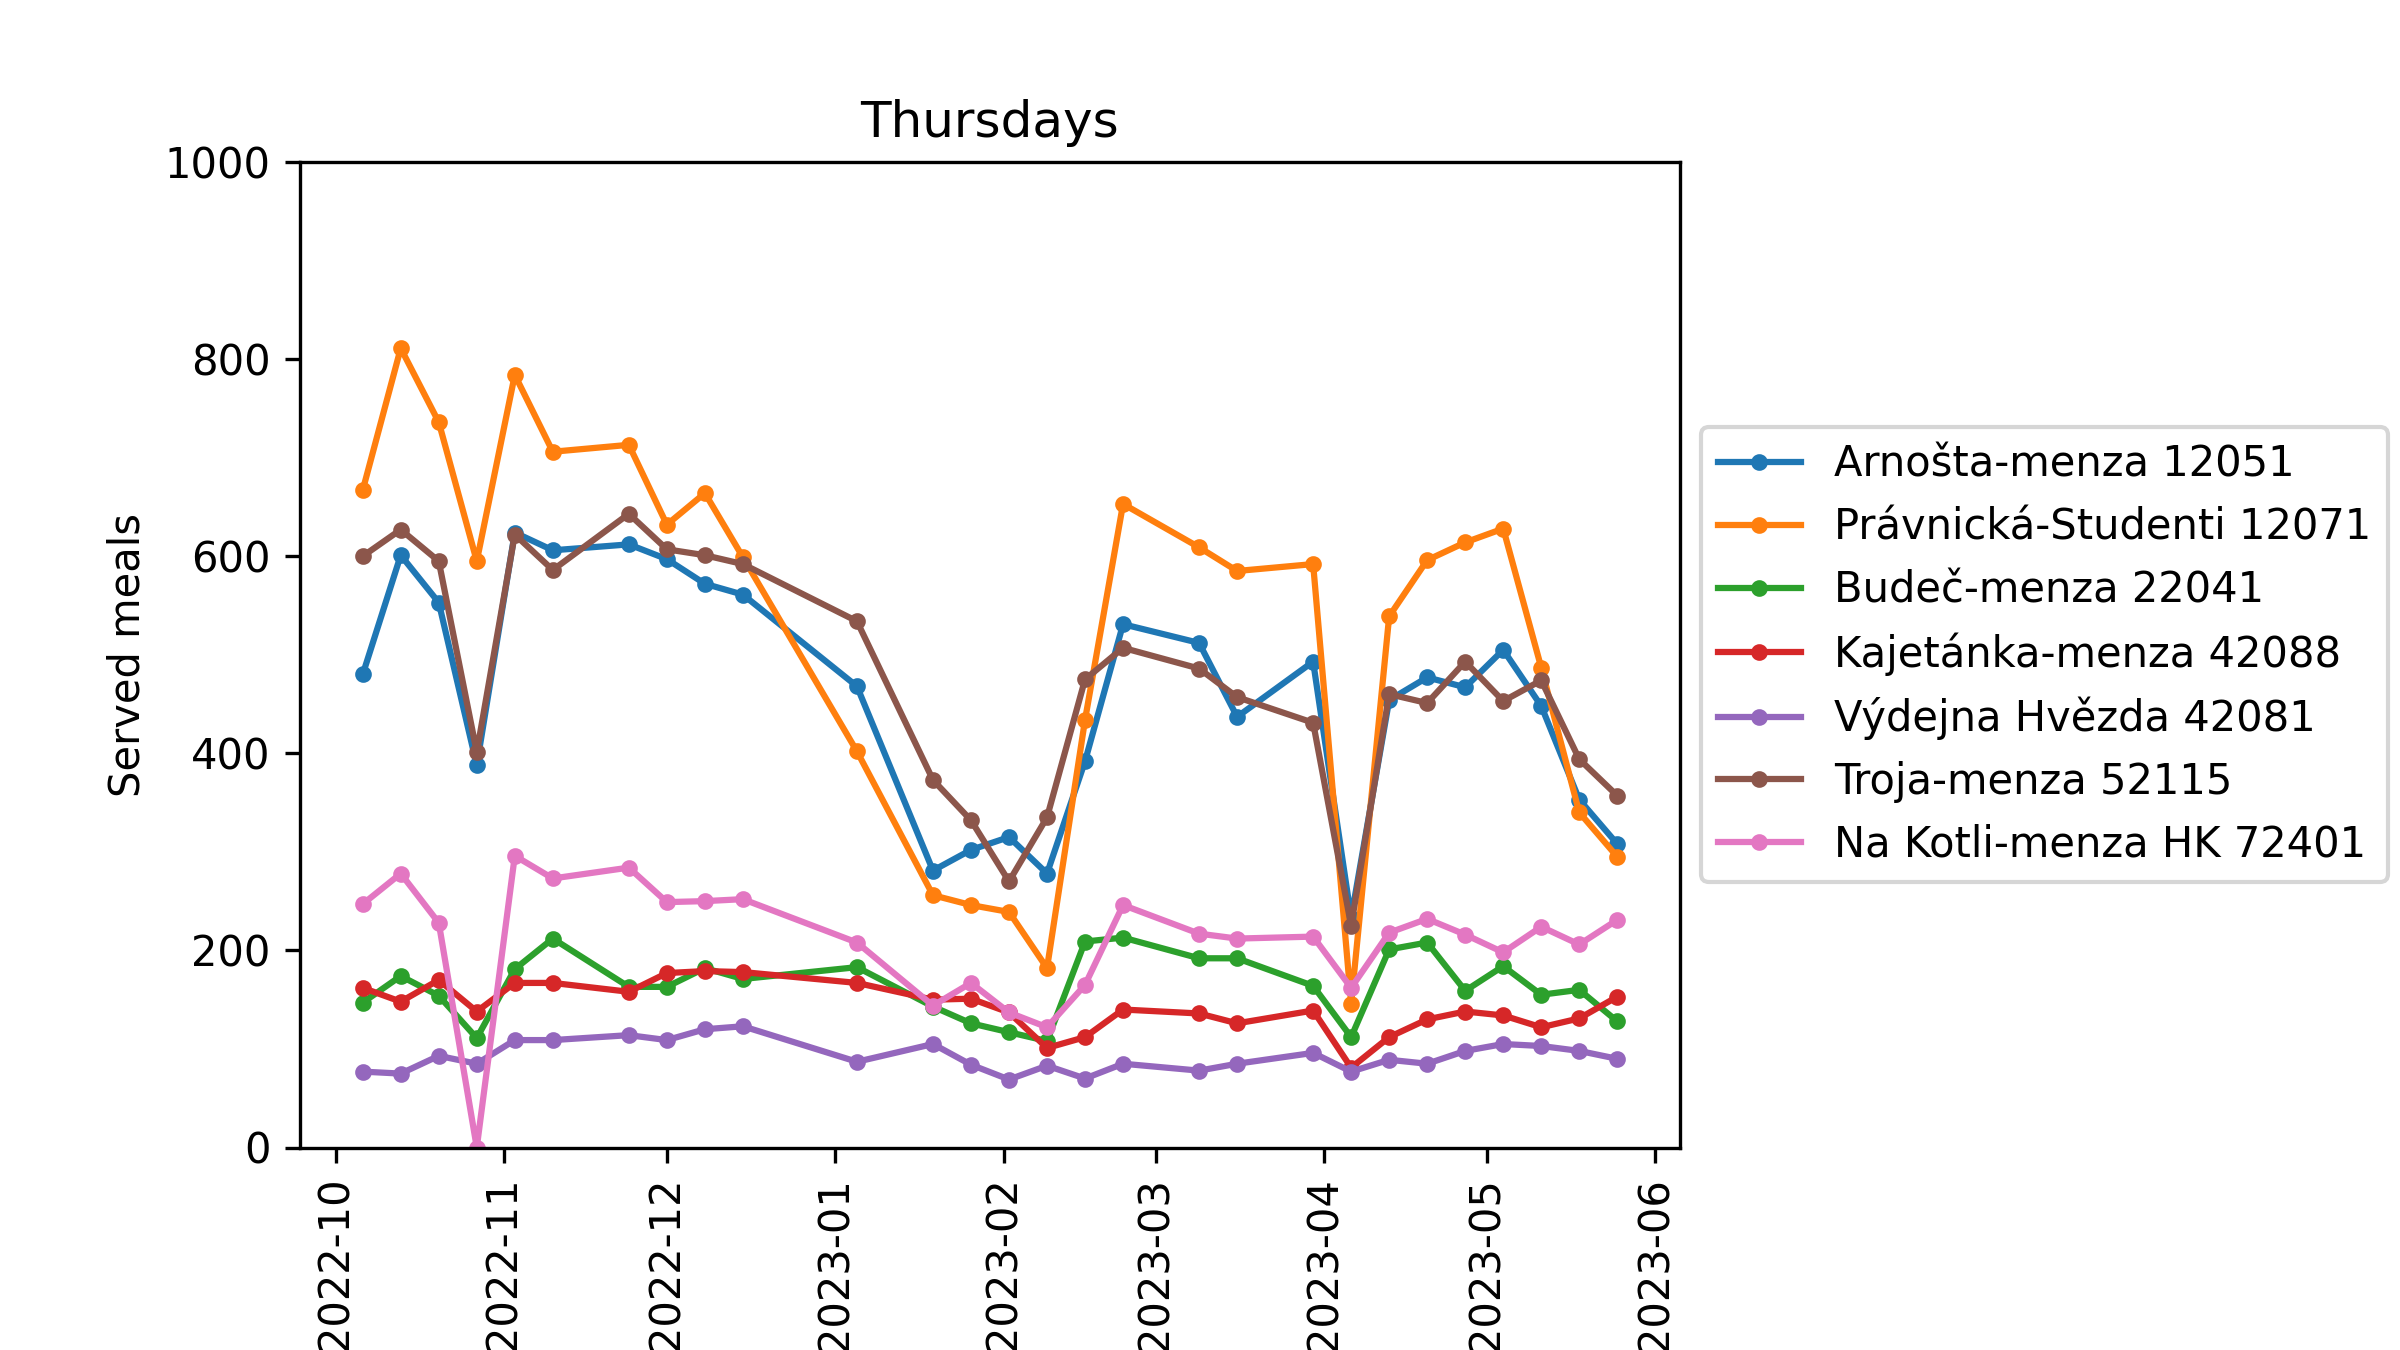 Thursdays
1000
800
600
400
200
0
Served meals
2022-10
2022-11
2022-12
2023-01
2023-02
2023-03
2023-04
2023-05
2023-06
Arnošta-menza 12051
Právnická-Studenti 12071
Budeč-menza 22041
Kajetánka-menza 42088
Výdejna Hvězda 42081
Troja-menza 52115
Na Kotli-menza HK 72401